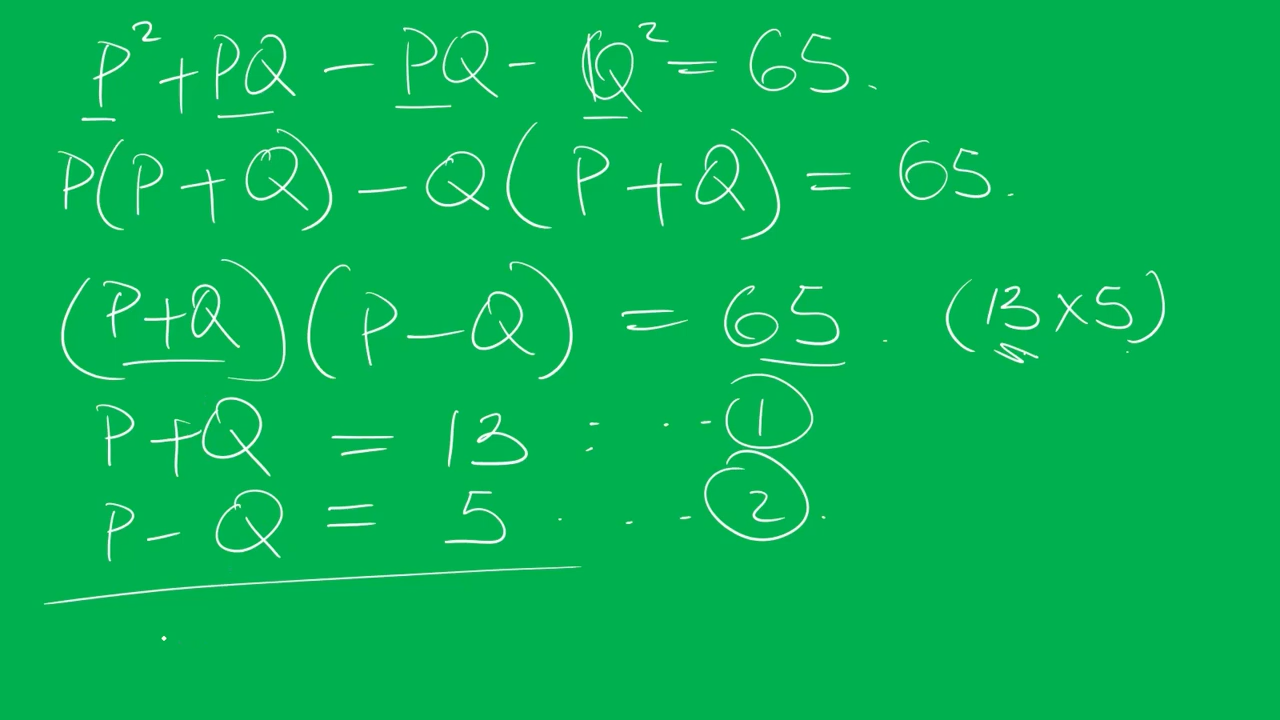 P² + PQ - PQ - Q² = 65.
P(P + Q) - Q(P + Q) = 65.
(P + Q)(P - Q) = 65. (13 × 5)
P + Q = 13 : ... ①
P - Q = 5 ... ②.